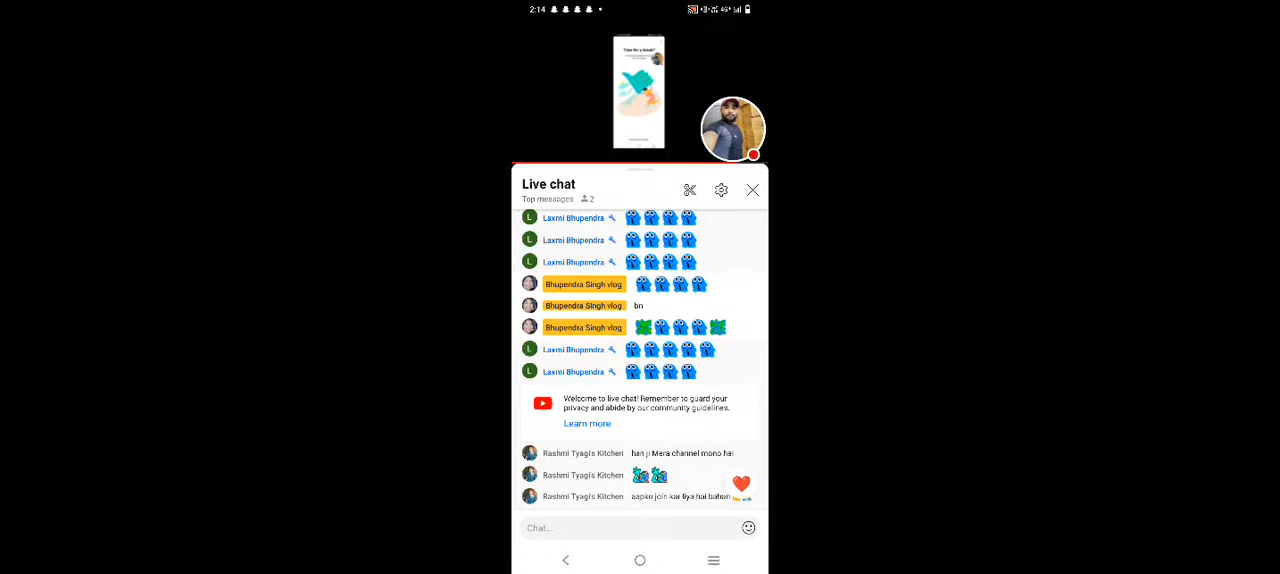 2:14
4G+
Time for a break?
Live chat
Top messages 2
Laxmi Bhupendra
Laxmi Bhupendra
Laxmi Bhupendra
Bhupendra Singh vlog
Bhupendra Singh vlog bn
Bhupendra Singh vlog
Laxmi Bhupendra
Laxmi Bhupendra
Welcome to live chat! Remember to guard your
privacy and abide by our community guidelines.
Learn more
Rashmi Tyagi's Kitchen han ji Mera channel mono hai
Rashmi Tyagi's Kitchen
Rashmi Tyagi's Kitchen aapko join kar liya hai bahan
Chat...